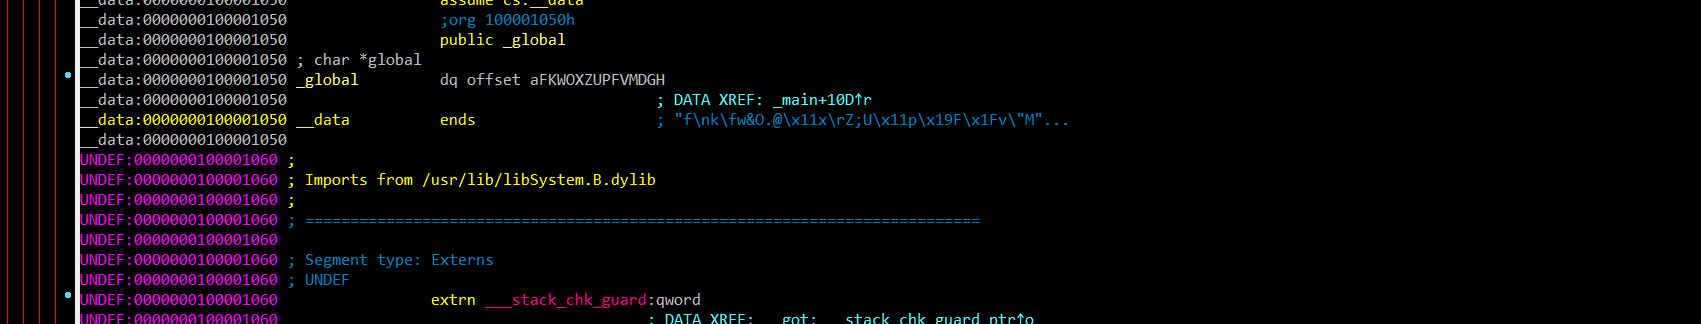 __data:0000000100001050 assume cs:__data
__data:0000000100001050 ;org 100001050h
__data:0000000100001050 public _global
__data:0000000100001050 ; char *global
__data:0000000100001050 _global dq offset aFKWOXZUPFVMDGH
__data:0000000100001050 ; DATA XREF: _main+10D↑r
__data:0000000100001050 __data ends ; "f\nk\fw&O.@\x11x\rZ;U\x11p\x19F\x1Fv\"M"...
__data:0000000100001050
UNDEF:0000000100001060 ;
UNDEF:0000000100001060 ; Imports from /usr/lib/libSystem.B.dylib
UNDEF:0000000100001060 ;
UNDEF:0000000100001060 ; ===========================================================================
UNDEF:0000000100001060
UNDEF:0000000100001060 ; Segment type: Externs
UNDEF:0000000100001060 ; UNDEF
UNDEF:0000000100001060 extrn ___stack_chk_guard:qword
UNDEF:0000000100001060 ; DATA XREF: __got:___stack_chk_guard_ptr↑o